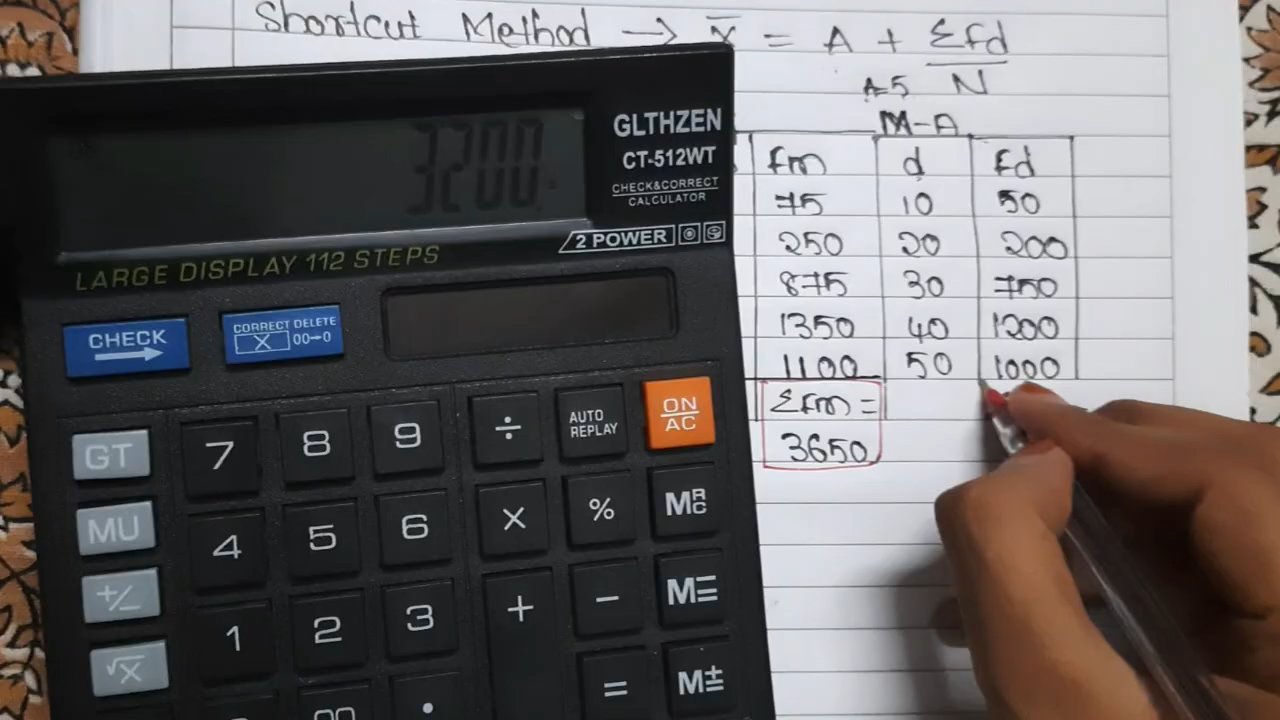 Shortcut Method → x̄ = A + Σfd
A=5 N
M-A
fm d fd
75 10 50
250 20 200
875 30 750
1350 40 1200
1100 50 1000
Σfm =
3650
3200
GLTHZEN
CT-512WT
CHECK&CORRECT
CALCULATOR
2 POWER
LARGE DISPLAY 112 STEPS
CHECK
CORRECT DELETE
X 00→0
GT 7 8 9 ÷ AUTO REPLAY ON/AC
MU 4 5 6 × % MRC
+/- 1 2 3 + − M=
√x 00 . = M±